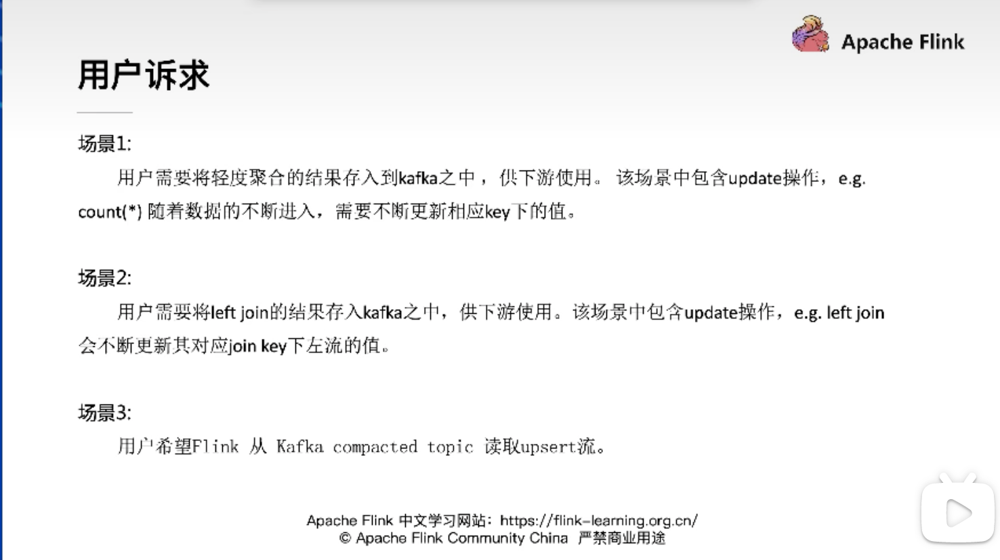 Apache Flink
用户诉求
场景1:
用户需要将轻度聚合的结果存入到kafka之中，供下游使用。 该场景中包含update操作，e.g.
count(*) 随着数据的不断进入，需要不断更新相应key下的值。
场景2:
用户需要将left join的结果存入kafka之中，供下游使用。该场景中包含update操作，e.g. left join
会不断更新其对应join key下左流的值。
场景3:
用户希望Flink 从 Kafka compacted topic 读取upsert流。
Apache Flink 中文学习网站：https://flink-learning.org.cn/
© Apache Flink Community China 严禁商业用途